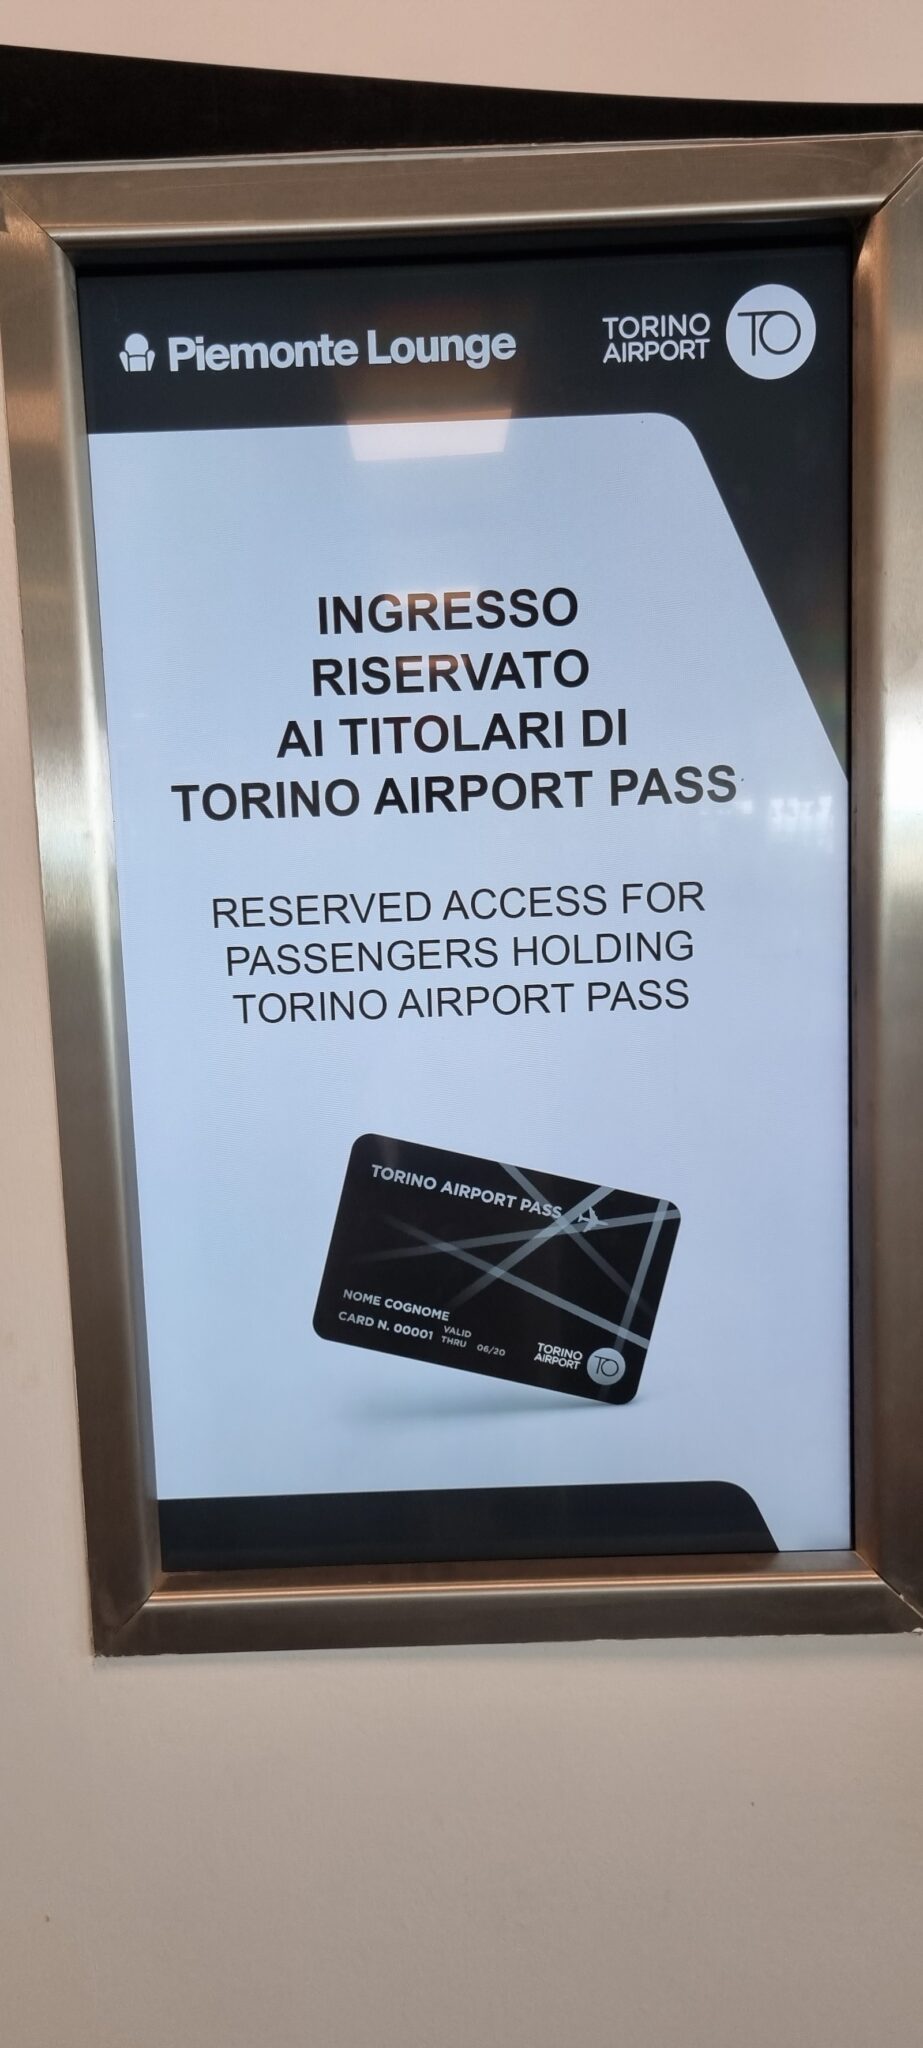 Piemonte Lounge
TORINO
AIRPORT
TO
INGRESSO
RISERVATO
AI TITOLARI DI
TORINO AIRPORT PASS
RESERVED ACCESS FOR
PASSENGERS HOLDING
TORINO AIRPORT PASS
TORINO AIRPORT PASS
NOME COGNOME
CARD N. 00001
VALID
THRU 06/20
TORINO
AIRPORT
TO